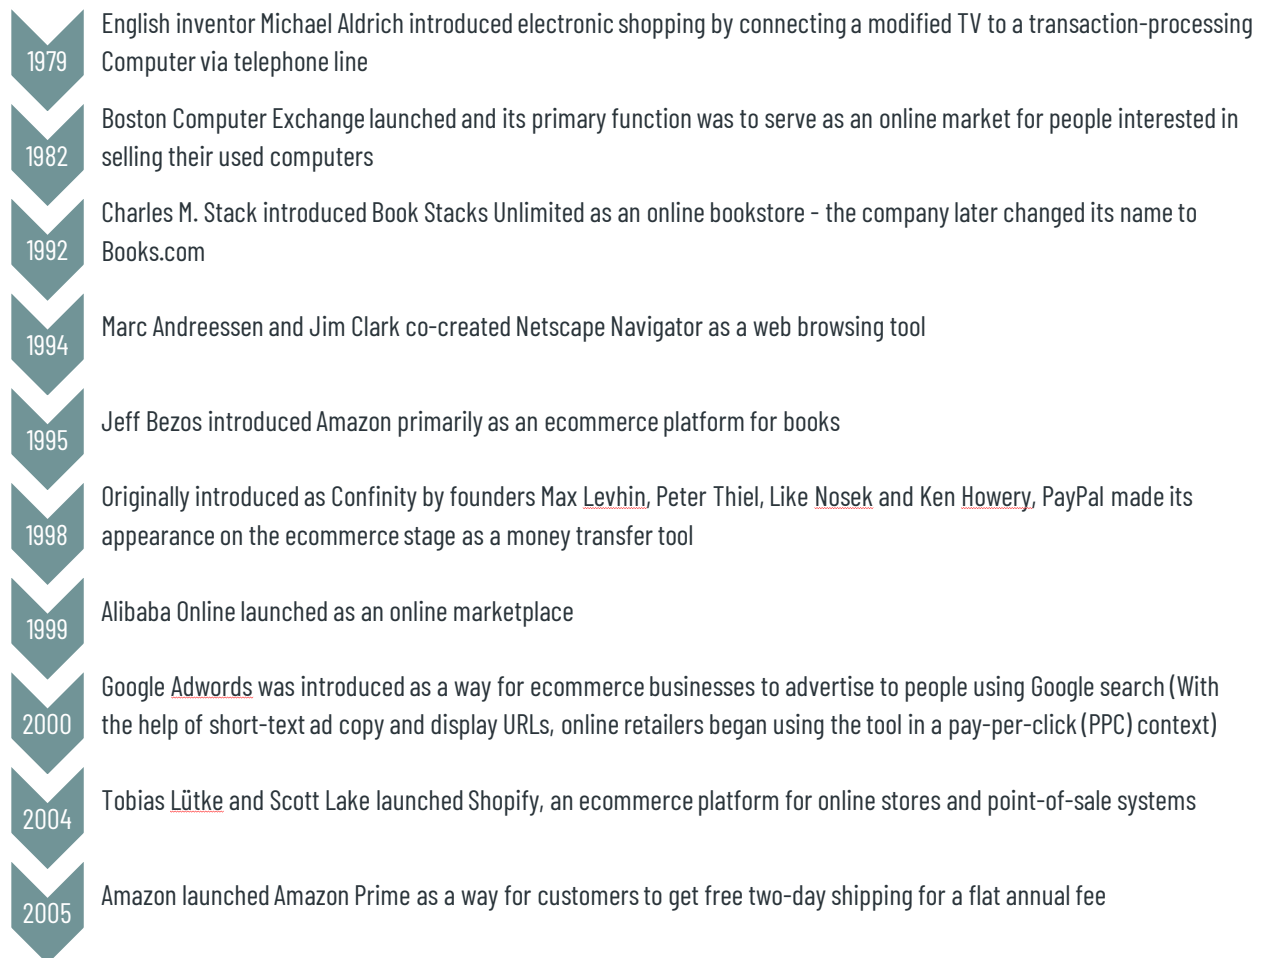 English inventor Michael Aldrich introduced electronic shopping by connecting a modified TV to a transaction-processing
1979
Computer via telephone line
Boston Computer Exchange launched and its primary function was to serve as an online market for people interested in
1982
selling their used computers
Charles M. Stack introduced Book Stacks Unlimited as an online bookstore - the company later changed its name to
1992
Books.com
1994
Marc Andreessen and Jim Clark co-created Netscape Navigator as a web browsing tool
1995
Jeff Bezos introduced Amazon primarily as an ecommerce platform for books
Originally introduced as Confinity by founders Max Levhin, Peter Thiel, Like Nosek and Ken Howery, PayPal made its
1998
appearance on the ecommerce stage as a money transfer tool
1999
Alibaba Online launched as an online marketplace
Google Adwords was introduced as a way for ecommerce businesses to advertise to people using Google search (With
2000
the help of short-text ad copy and display URLs, online retailers began using the tool in a pay-per-click (PPC) context)
2004
Tobias Lütke and Scott Lake launched Shopify, an ecommerce platform for online stores and point-of-sale systems
2005
Amazon launched Amazon Prime as a way for customers to get free two-day shipping for a flat annual fee